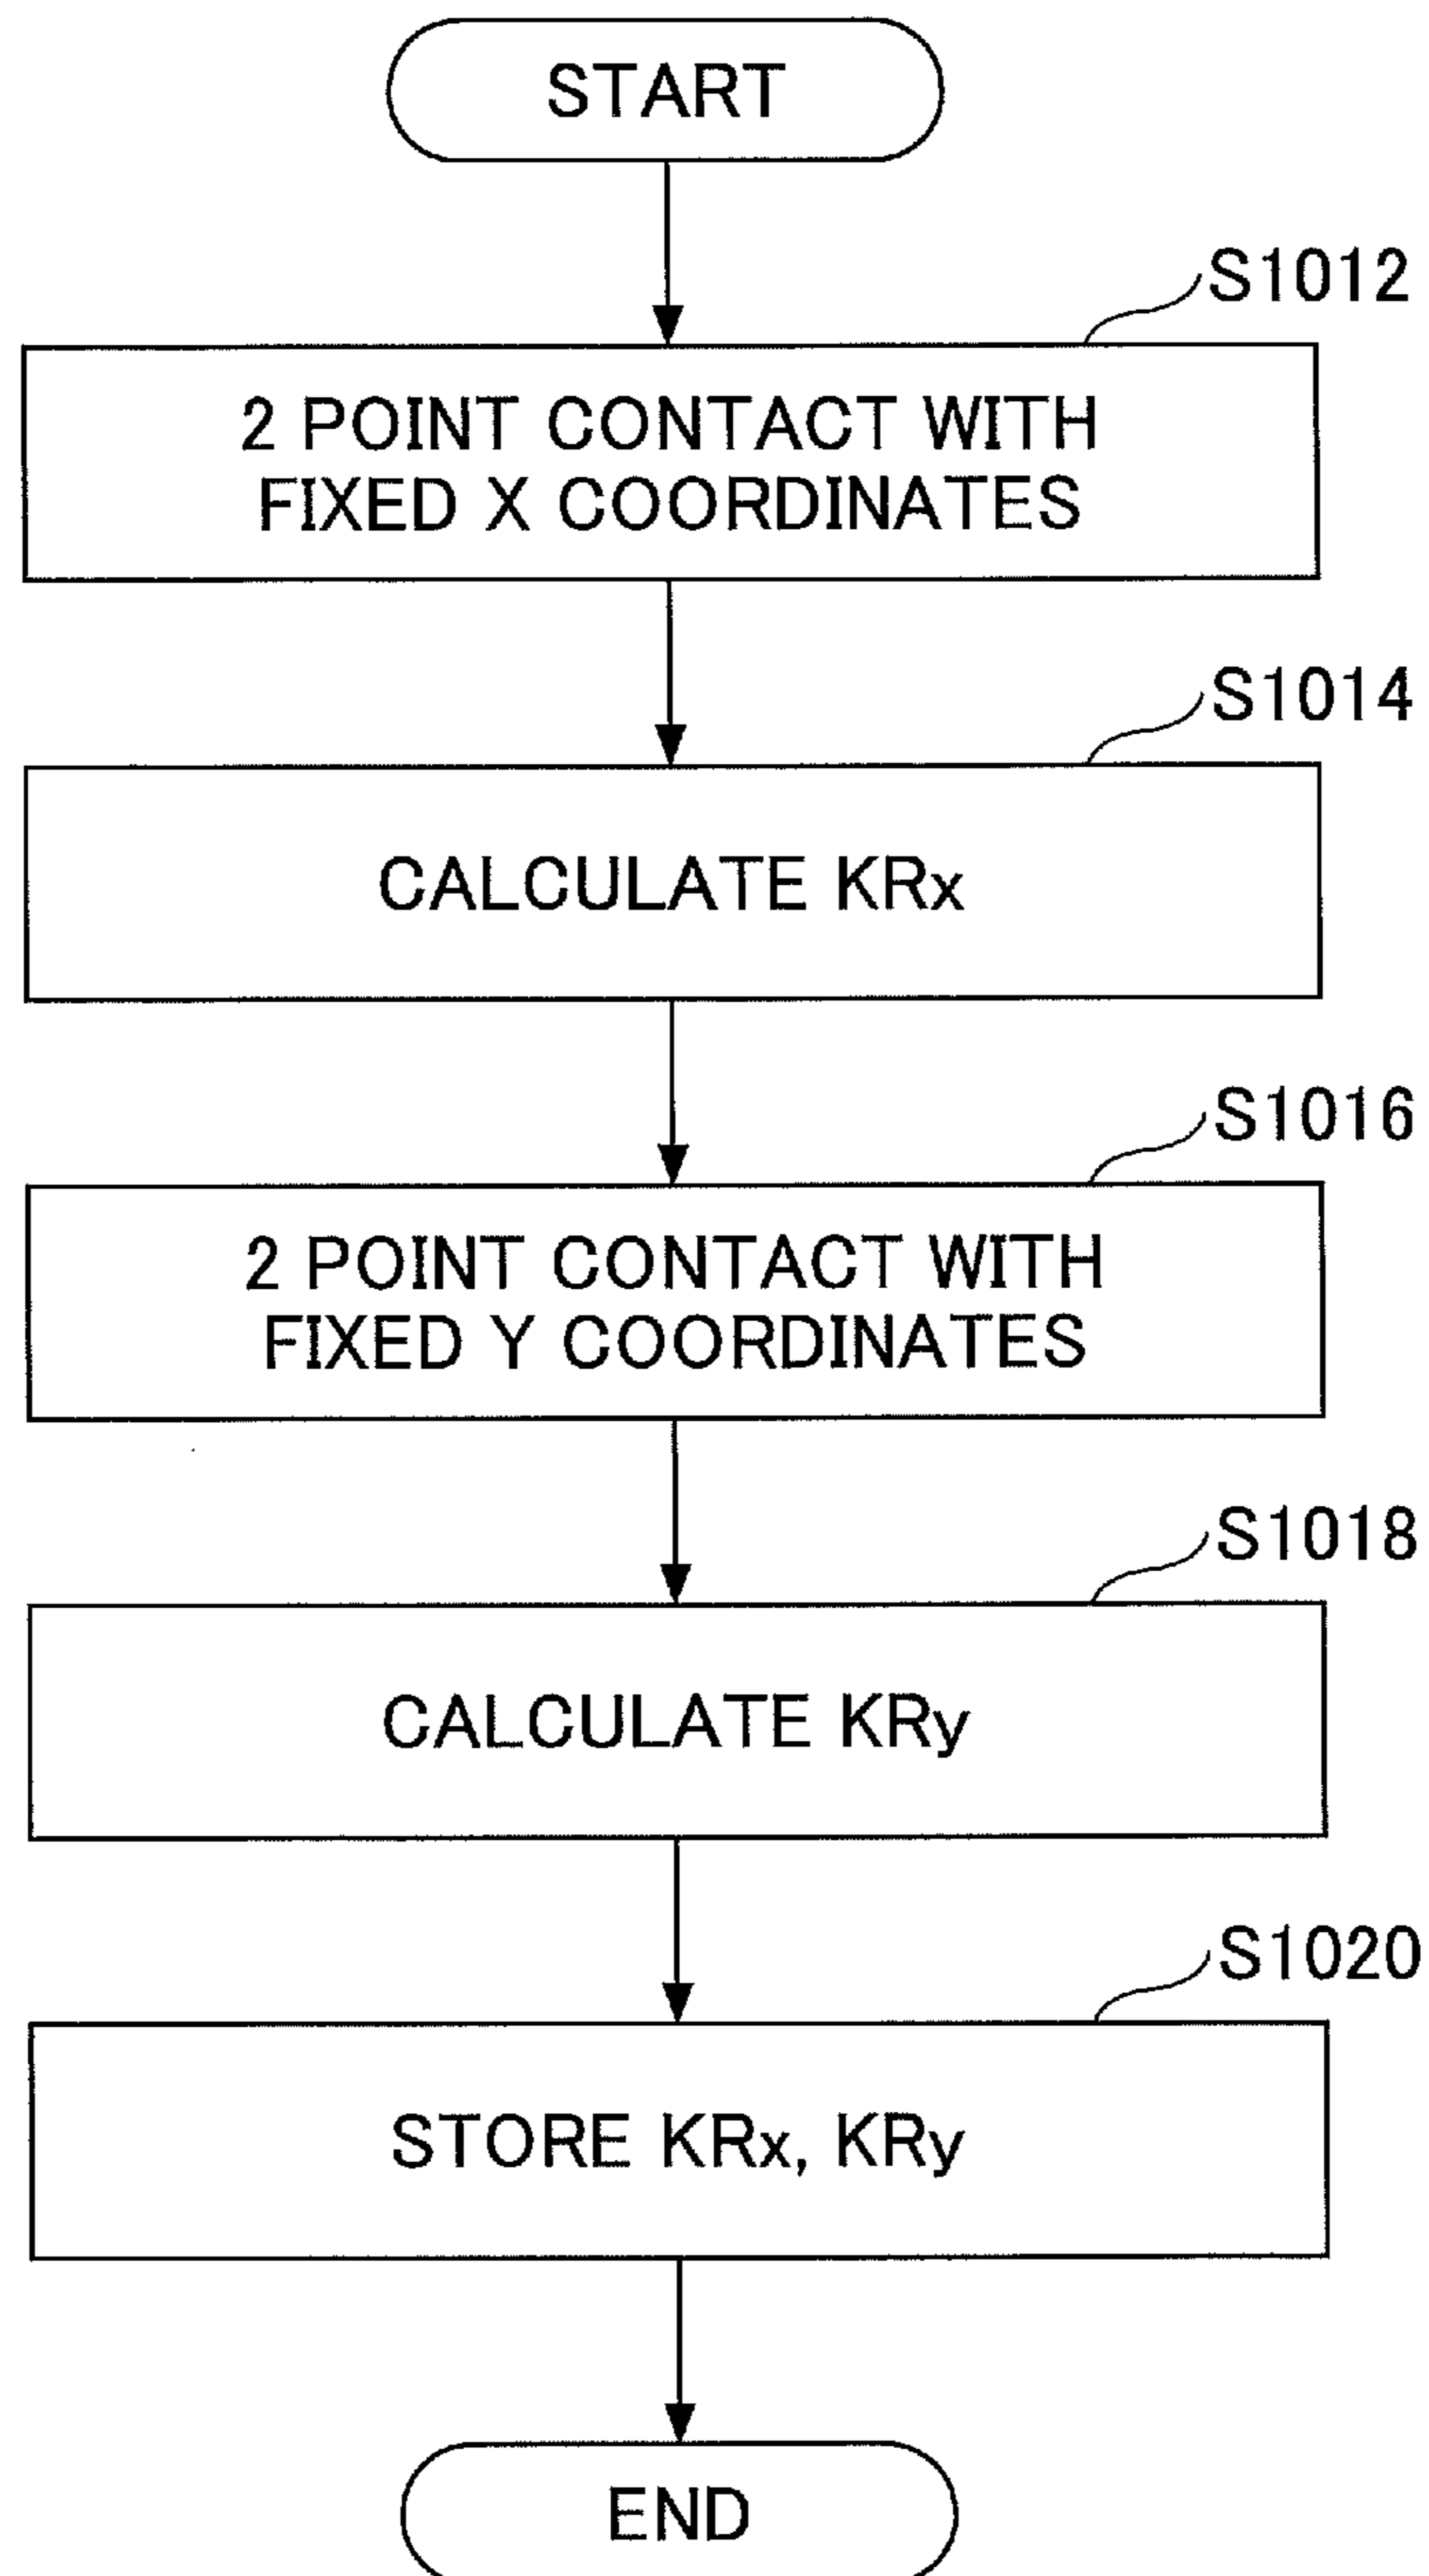 START
S1012
2 POINT CONTACT WITH
FIXED X COORDINATES
S1014
CALCULATE KRx
S1016
2 POINT CONTACT WITH
FIXED Y COORDINATES
S1018
CALCULATE KRy
S1020
STORE KRx, KRy
END